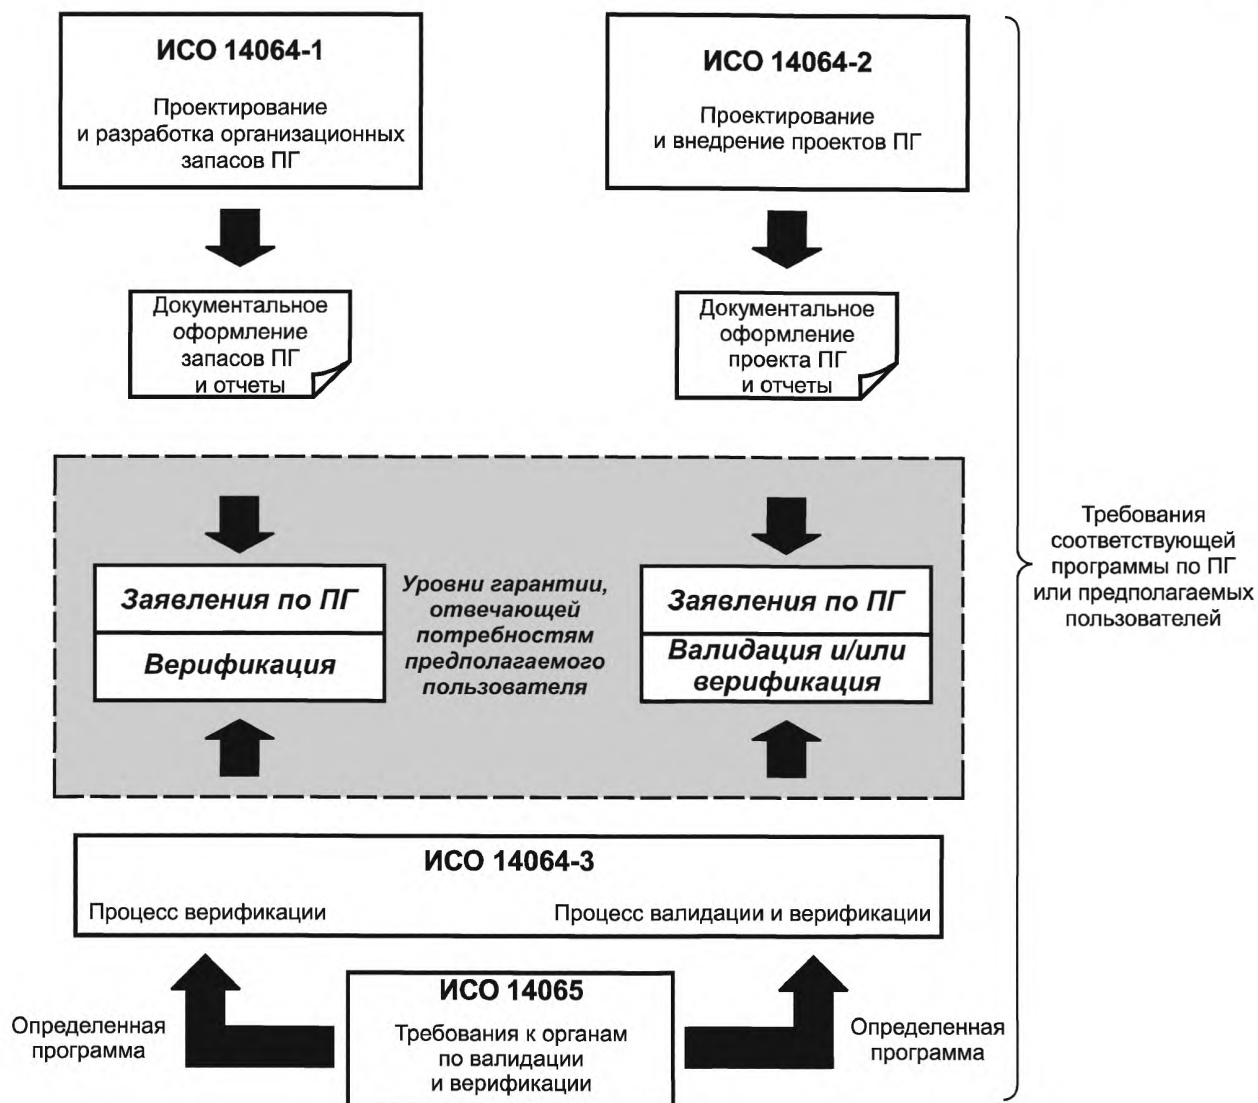 ИСО 14064-1
Проектирование
и разработка организационных
запасов ПГ
ИСО 14064-2
Проектирование
и внедрение проектов ПГ
Документальное
оформление
запасов ПГ
и отчеты
Документальное
оформление
проекта ПГ
и отчеты
Заявления по ПГ
Верификация
Уровни гарантии,
отвечающей
потребностям
предполагаемого
пользователя
Заявления по ПГ
Валидация и/или
верификация
Требования
соответствующей
программы по ПГ
или предполагаемых
пользователей
ИСО 14064-3
Процесс верификации
Процесс валидации и верификации
Определенная
программа
ИСО 14065
Требования к органам
по валидации
и верификации
Определенная
программа